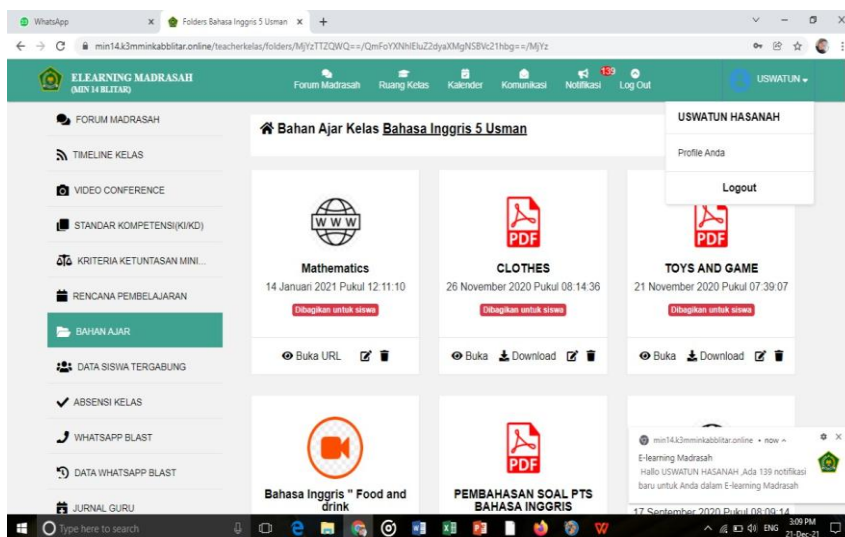 WhatsApp
Folders Bahasa Inggris 5 Usman
min14.k3mminkabblitar.online/teacherkelas/folders/MjYzTTZQWQ==/QmFoYXNhIEluZ2dyaXMgNSBVc21hbg==/MjYz
ELEARNING MADRASAH
(MIN 14 BLITAR)
Forum Madrasah
Ruang Kelas
Kalender
Komunikasi
139
Notifikasi
Log Out
USWATUN
USWATUN HASANAH
Profile Anda
Logout
FORUM MADRASAH
TIMELINE KELAS
VIDEO CONFERENCE
STANDAR KOMPETENSI(KI/KD)
KRITERIA KETUNTASAN MINI...
RENCANA PEMBELAJARAN
BAHAN AJAR
DATA SISWA TERGABUNG
ABSENSI KELAS
WHATSAPP BLAST
DATA WHATSAPP BLAST
JURNAL GURU
Bahan Ajar Kelas Bahasa Inggris 5 Usman
WWW
Mathematics
14 Januari 2021 Pukul 12:11:10
Dibagikan untuk siswa
Buka URL
PDF
CLOTHES
26 November 2020 Pukul 08:14:36
Dibagikan untuk siswa
Buka Download
PDF
TOYS AND GAME
21 November 2020 Pukul 07:39:07
Dibagikan untuk siswa
Buka Download
Bahasa Inggris " Food and
drink
PDF
PEMBAHASAN SOAL PTS
BAHASA INGGRIS
17 September 2020 Pukul 08:09:14
min14.k3mminkabblitar.online • now
E-learning Madrasah
Hallo USWATUN HASANAH ,Ada 139 notifikasi
baru untuk Anda dalam E-learning Madrasah
Type here to search
ENG
3:09 PM
21-Dec-21